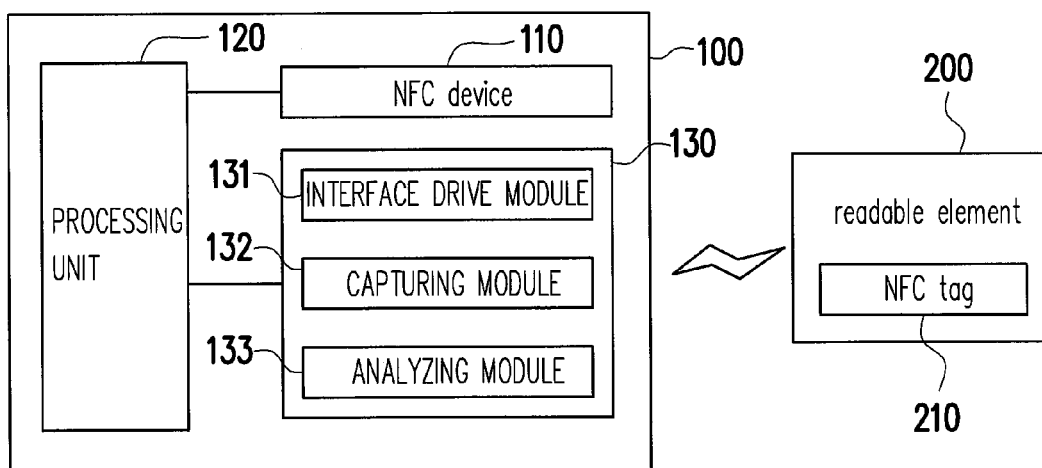 120
110
100
NFC device
200
130
131
INTERFACE DRIVE MODULE
PROCESSING
UNIT
readable element
132
CAPTURING MODULE
NFC tag
133
ANALYZING MODULE
210